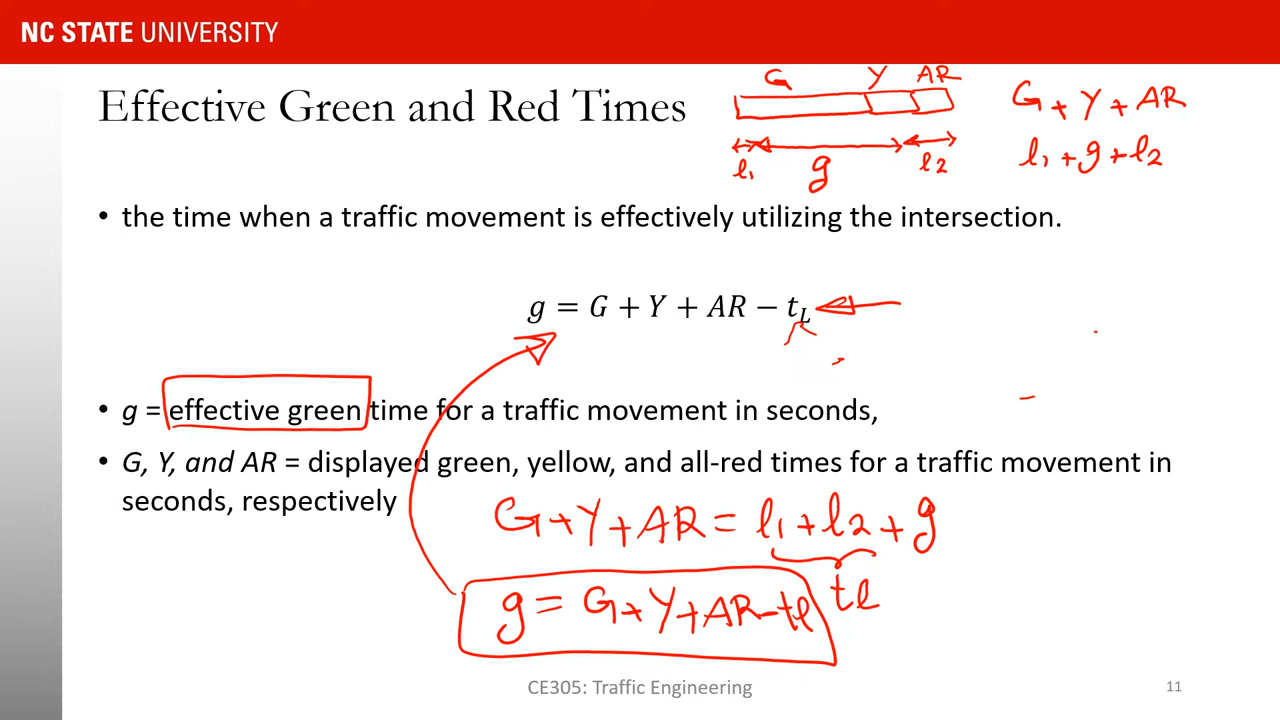 NC STATE UNIVERSITY
Effective Green and Red Times
G Y AR
l₁ g l₂
G + Y + AR
l₁ + g + l₂
• the time when a traffic movement is effectively utilizing the intersection.
g = G + Y + AR − t_L
• g = effective green time for a traffic movement in seconds,
• G, Y, and AR = displayed green, yellow, and all-red times for a traffic movement in
seconds, respectively
G + Y + AR = l₁ + l₂ + g
tl
g = G + Y + AR − tl
CE305: Traffic Engineering
11